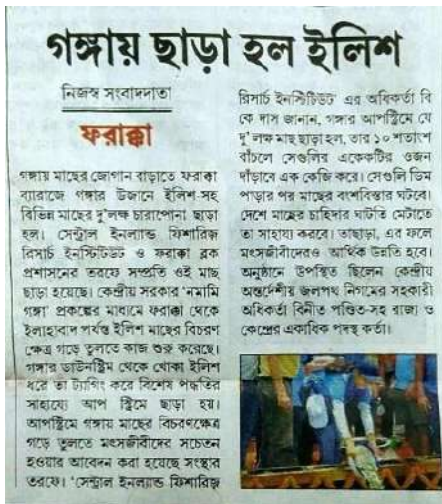 গঙ্গায় ছাড়া হল ইলিশ
নিজস্ব সংবাদদাতা
ফরাক্কা
গঙ্গায় মাছের জোগান বাড়াতে ফরাক্কা
ব্যারাজে গঙ্গার উজানে ইলিশ-সহ
বিভিন্ন মাছের দু'লক্ষ চারাপোনা ছাড়া
হল। সেন্ট্রাল ইনল্যান্ড ফিশারিজ়
রিসার্চ ইনস্টিটিউট ও ফরাক্কা ব্লক
প্রশাসনের তরফে সম্প্রতি ওই মাছ
ছাড়া হয়েছে। কেন্দ্রীয় সরকার 'নমামি
গঙ্গা' প্রকল্পের মাধ্যমে ফরাক্কা থেকে
ইলাহাবাদ পর্যন্ত ইলিশ মাছের বিচরণ
ক্ষেত্র গড়ে তুলতে কাজ শুরু করেছে।
গঙ্গার ডাউনস্ট্রিম থেকে খোকা ইলিশ
ধরে তা ট্যাগিং করে বিশেষ পদ্ধতির
সাহায্যে আপ স্ট্রিমে ছাড়া হয়।
আপস্ট্রিমে গঙ্গায় মাছের বিচরণক্ষেত্র
গড়ে তুলতে মৎসজীবীদের সচেতন
হওয়ার আবেদন করা হয়েছে সংস্থার
তরফে। 'সেন্ট্রাল ইনল্যান্ড ফিশারিজ়
রিসার্চ ইনস্টিটিউট' এর অধিকর্তা বি
কে দাস জানান, গঙ্গার আপস্ট্রিমে যে
দু' লক্ষ মাছ ছাড়া হল, তার ১০ শতাংশ
বাঁচলে সেগুলির একেকটির ওজন
দাঁড়াবে এক কেজি করে। সেগুলি ডিম
পাড়ার পর মাছের বংশবিস্তার ঘটবে।
দেশে মাছের চাহিদার ঘাটতি মেটাতে
তা সাহায্য করবে। তাছাড়া, এর ফলে
মৎসজীবীদেরও আর্থিক উন্নতি হবে।
অনুষ্ঠানে উপস্থিত ছিলেন কেন্দ্রীয়
অন্তর্দেশীয় জলপথ নিগমের সহকারী
অধিকর্তা বিনীত পণ্ডিত-সহ রাজ্য ও
কেন্দ্রের একাধিক পদস্থ কর্তা।